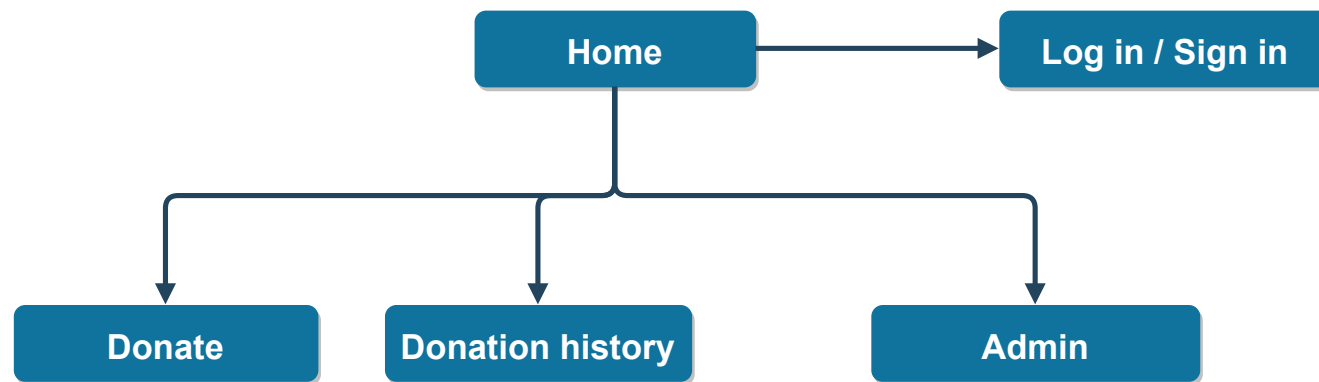 Home
Log in / Sign in
Donate
Donation history
Admin